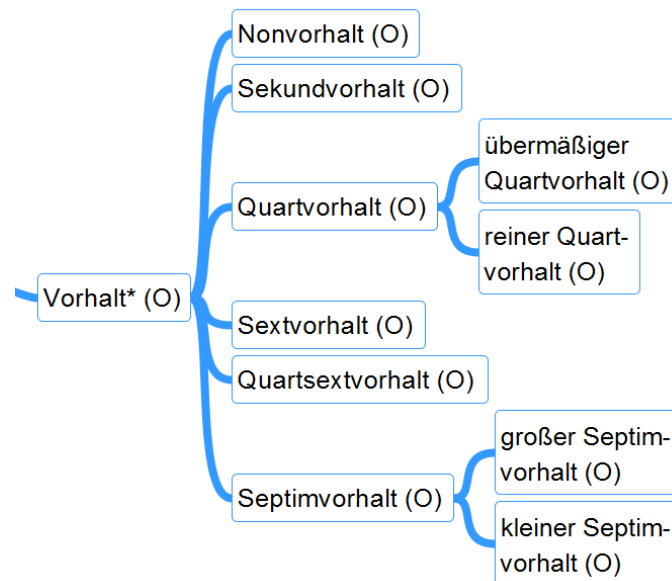 Nonvorhalt (O)
Sekundvorhalt (O)
übermäßiger
Quartvorhalt (O)
Quartvorhalt (O)
reiner Quart-
vorhalt (O)
Vorhalt* (O)
Sextvorhalt (O)
Quartsextvorhalt (O)
großer Septim-
vorhalt (O)
Septimvorhalt (O)
kleiner Septim-
vorhalt (O)